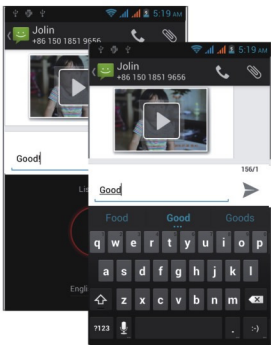 5:19 AM
Jolin
+86 150 1851 9656
Good!
Engli
5:19 AM
Jolin
+86 150 1851 9656
156/1
Good
Food Good Goods
q w e r t y u i o p
a s d f g h j k l
z x c v b n m
?123 . :-)